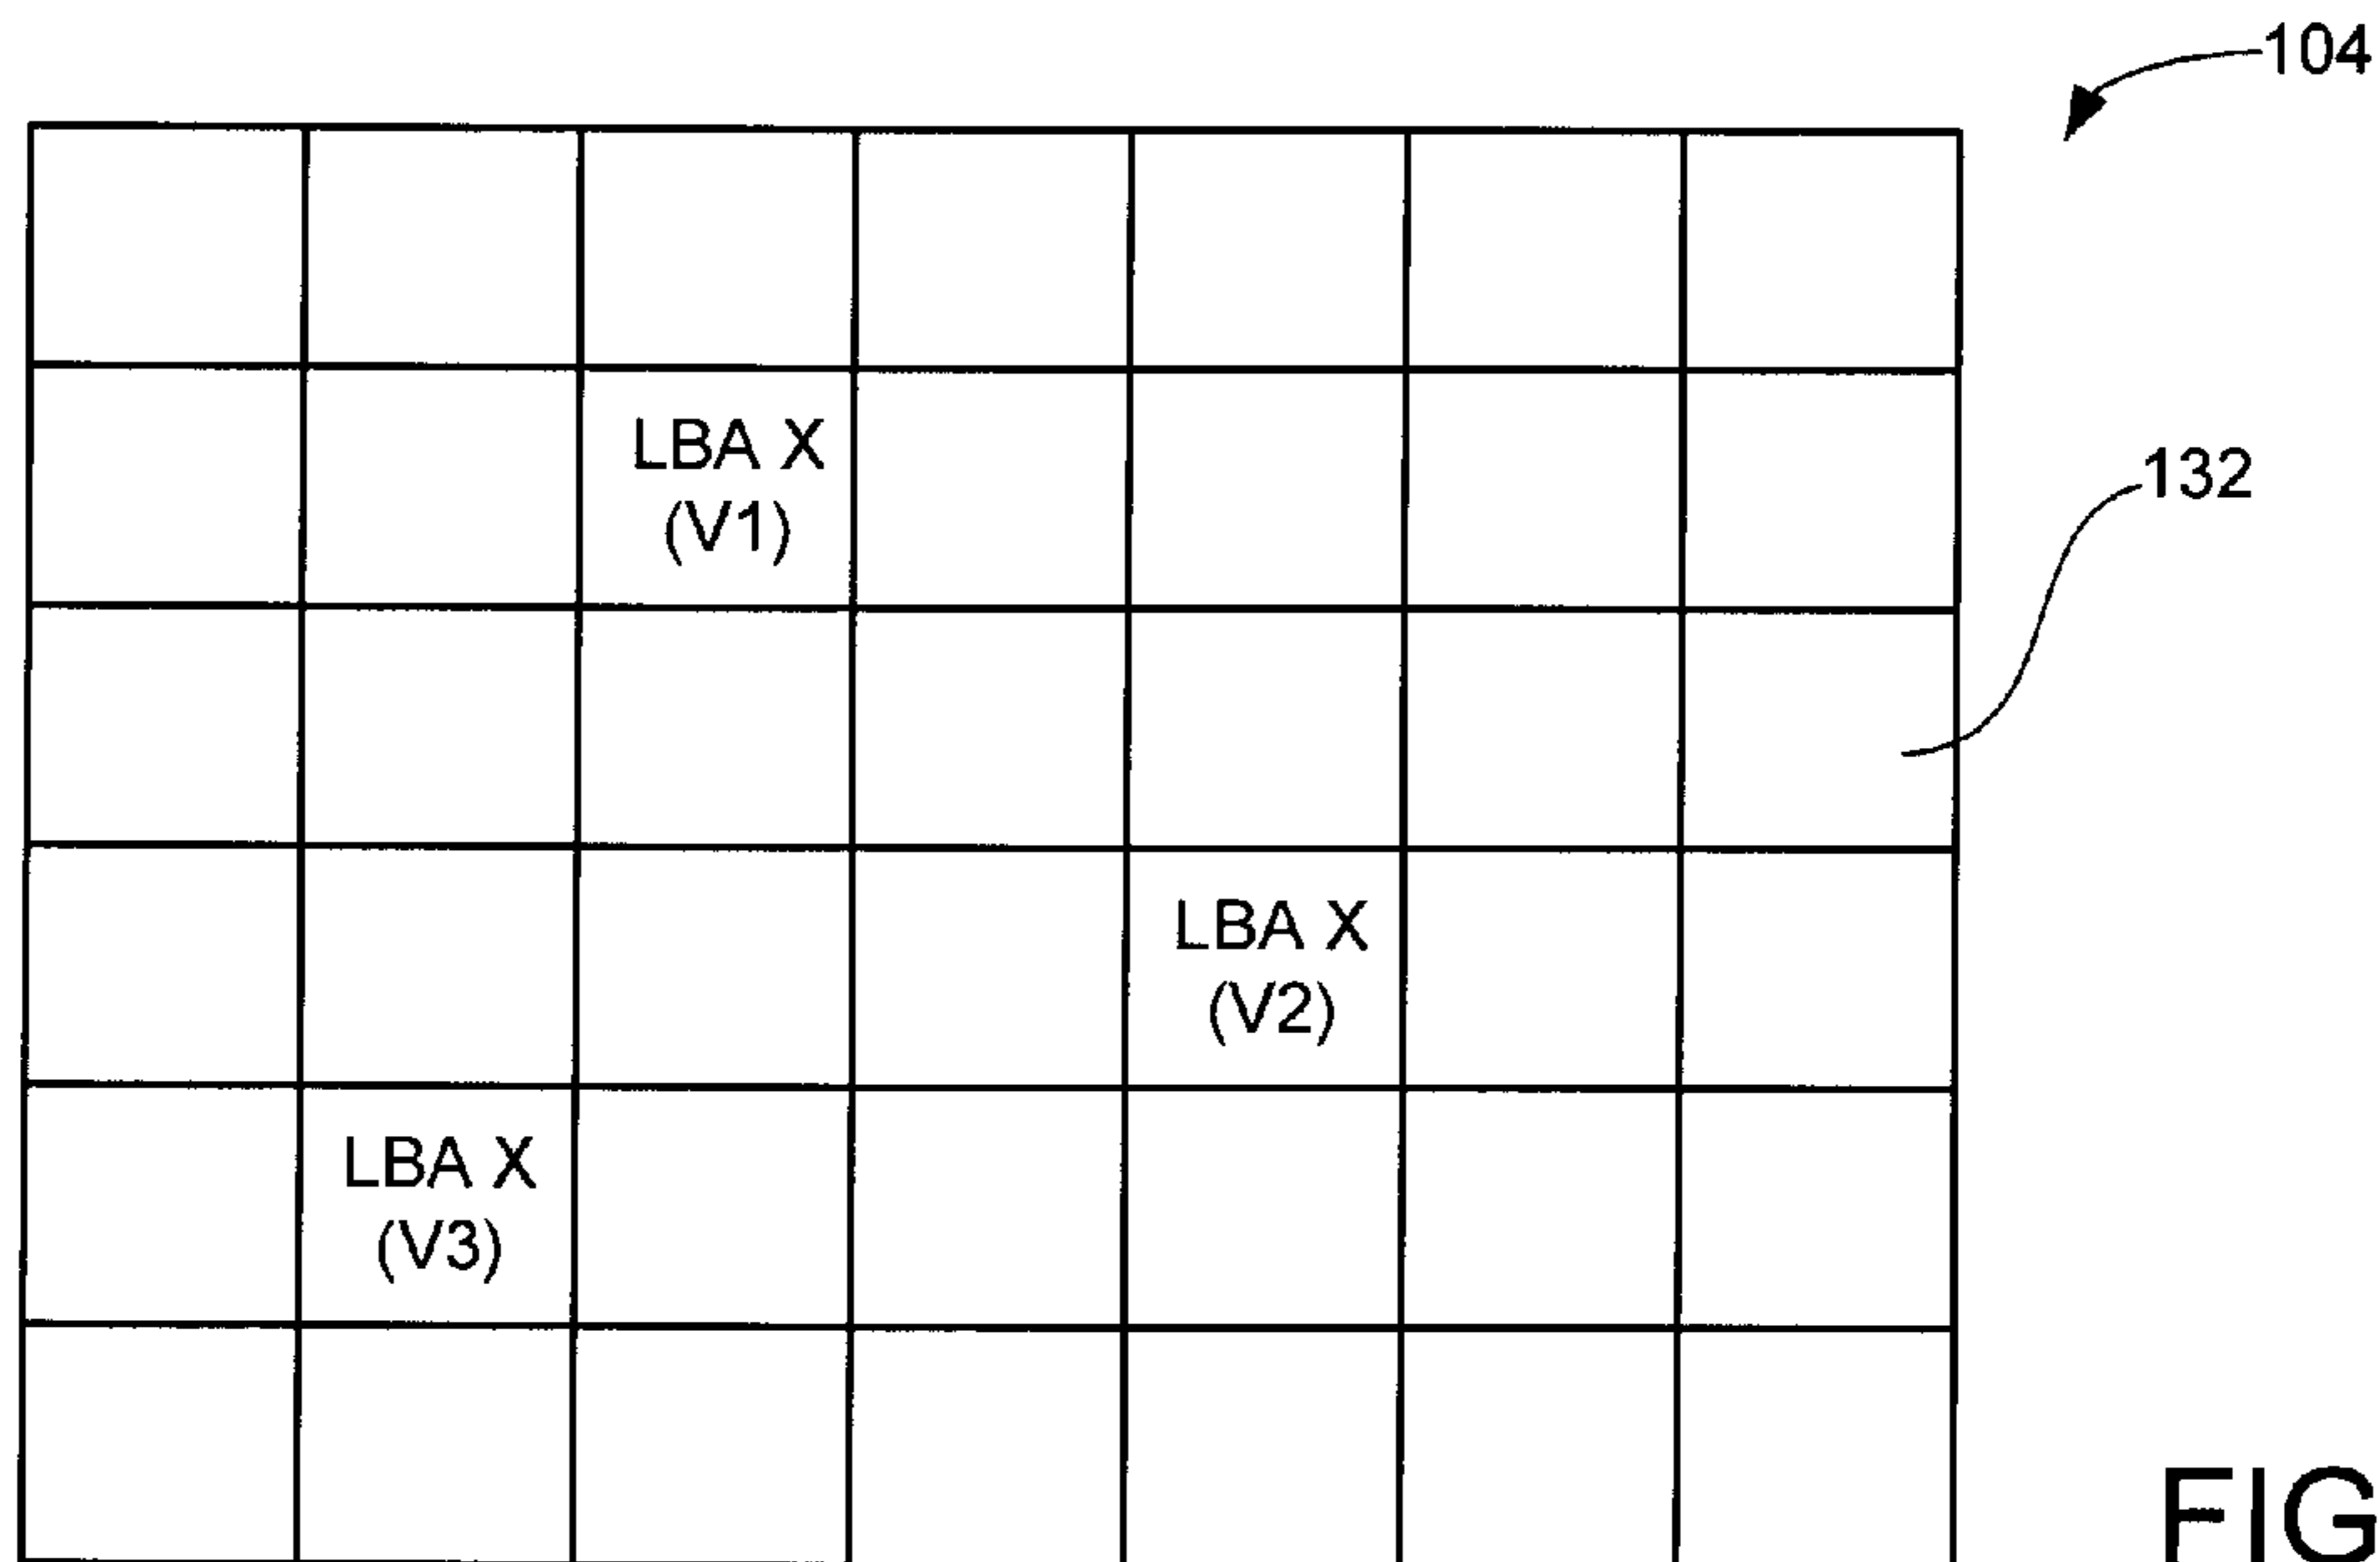 104
LBA X
(V1)
132
LBA X
(V2)
LBA X
(V3)
FIG